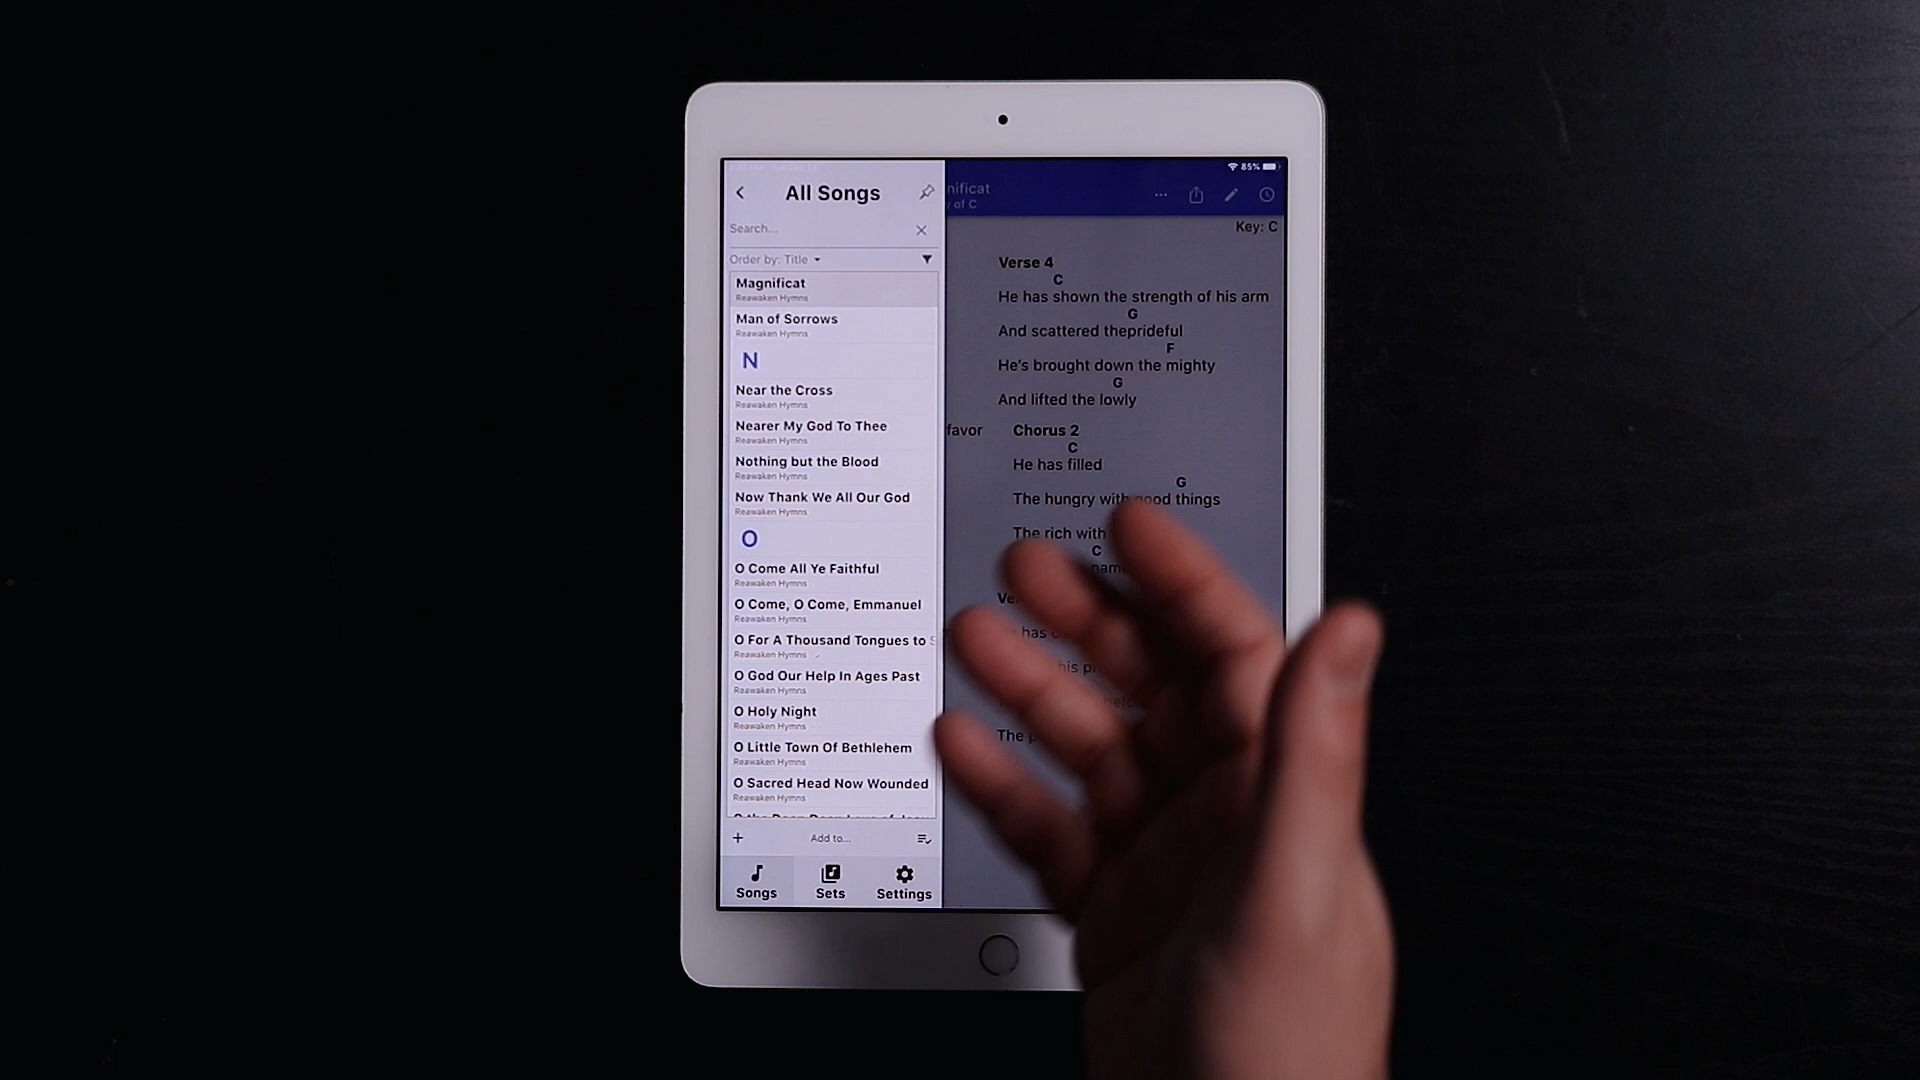 85%
All Songs
Search...
Order by: Title
Magnificat
Reawaken Hymns
Man of Sorrows
Reawaken Hymns
N
Near the Cross
Reawaken Hymns
Nearer My God To Thee
Reawaken Hymns
Nothing but the Blood
Reawaken Hymns
Now Thank We All Our God
Reawaken Hymns
O
O Come All Ye Faithful
Reawaken Hymns
O Come, O Come, Emmanuel
Reawaken Hymns
O For A Thousand Tongues to
Reawaken Hymns
O God Our Help In Ages Past
Reawaken Hymns
O Holy Night
Reawaken Hymns
O Little Town Of Bethlehem
Reawaken Hymns
O Sacred Head Now Wounded
Reawaken Hymns
Add to...
Songs Sets Settings
nificat
of C
Key: C
Verse 4
C
He has shown the strength of his arm
G
And scattered theprideful
F
He's brought down the mighty
G
And lifted the lowly
favor
Chorus 2
C
He has filled
G
The hungry with good things
The rich with
C
has
his
The